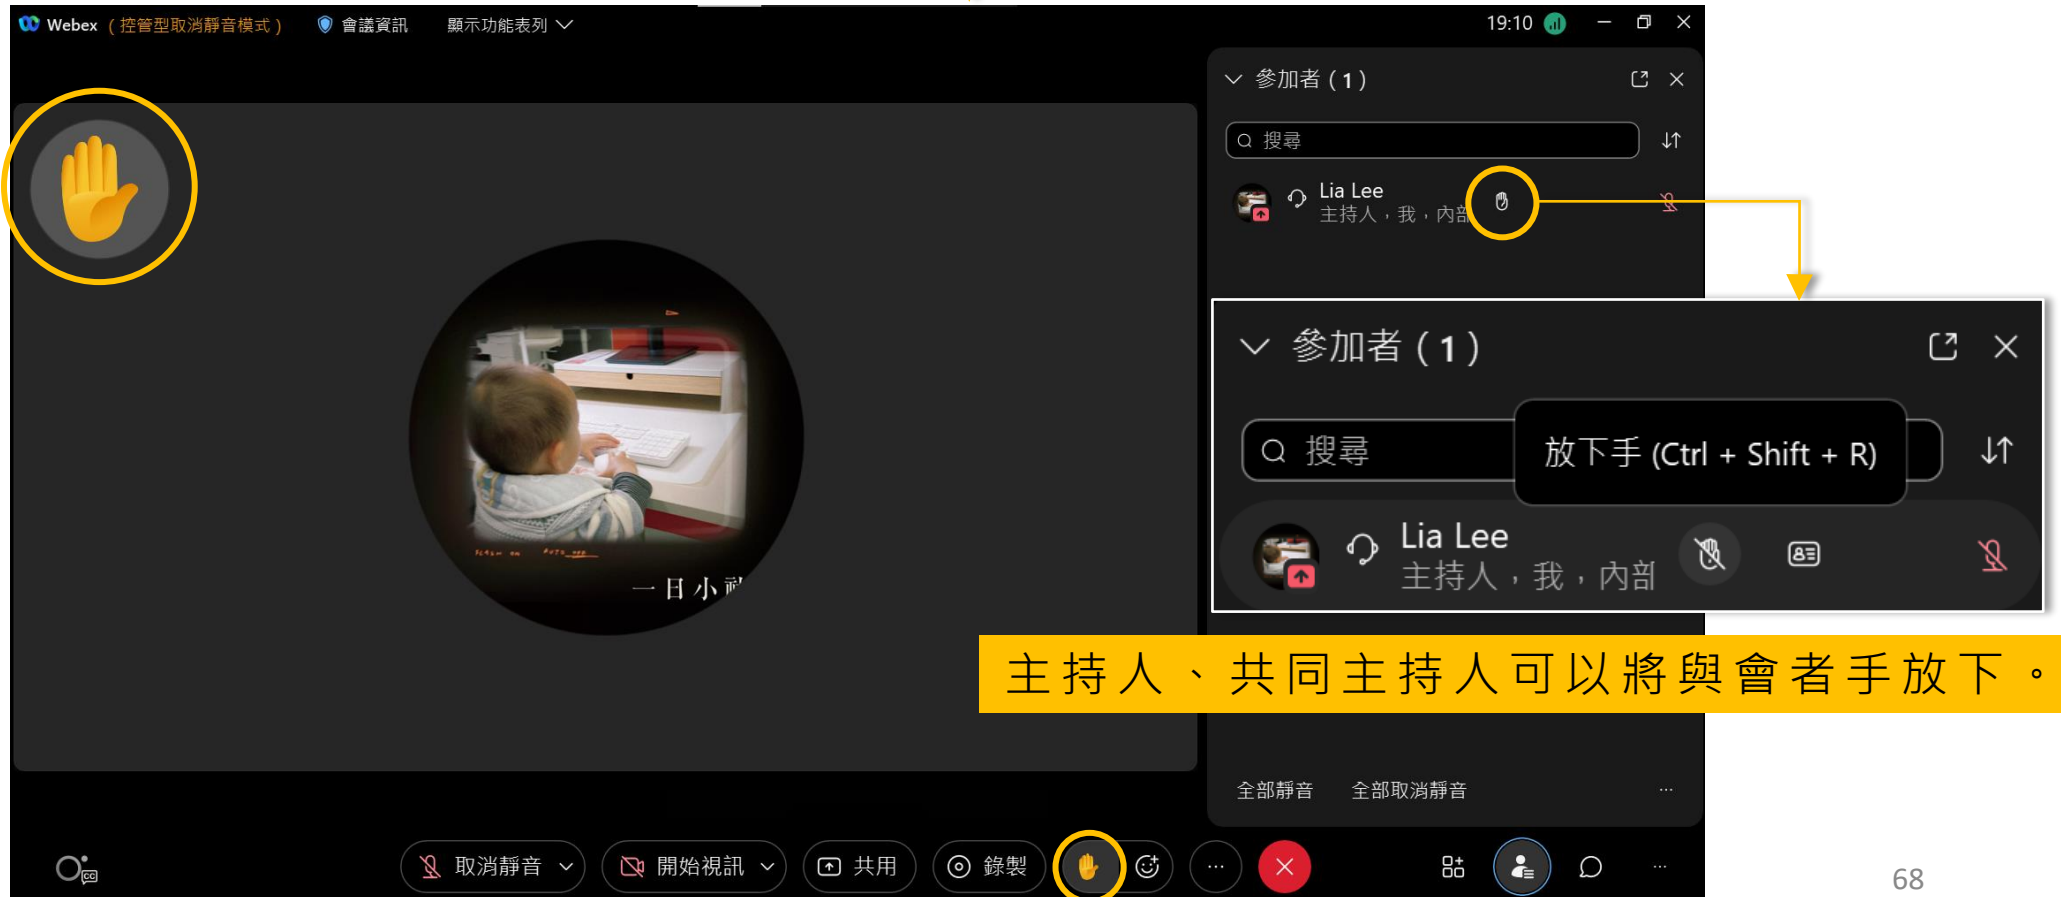 Webex (控管型取消靜音模式) 會議資訊 顯示功能表列
19:10
參加者 (1)
搜尋
Lia Lee
主持人，我，內部
參加者 (1)
搜尋
放下手 (Ctrl + Shift + R)
Lia Lee
主持人，我，內部
一日小
主持人、共同主持人可以將與會者手放下。
全部靜音 全部取消靜音 ...
CC 取消靜音 開始視訊 共用 錄製 ... ...
68